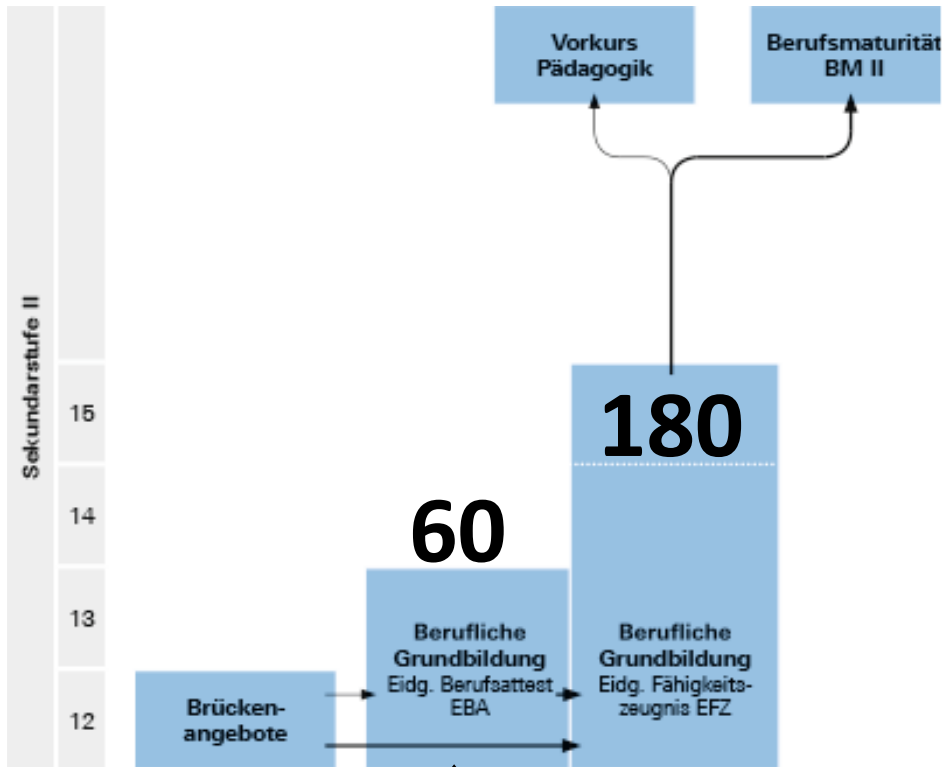 Vorkurs
Pädagogik
Berufsmaturität
BM II
Sekundarstufe II
15
180
14
60
13
Berufliche
Grundbildung
Eidg. Berufsattest
EBA
Berufliche
Grundbildung
Eidg. Fähigkeits-
zeugnis EFZ
12
Brücken-
angebote